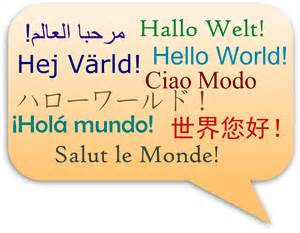 مرحبا العالم!
Hallo Welt!
Hej Värld!
Hello World!
Ciao Modo
ハローワールド！
¡Holá mundo!
世界您好！
Salut le Monde!